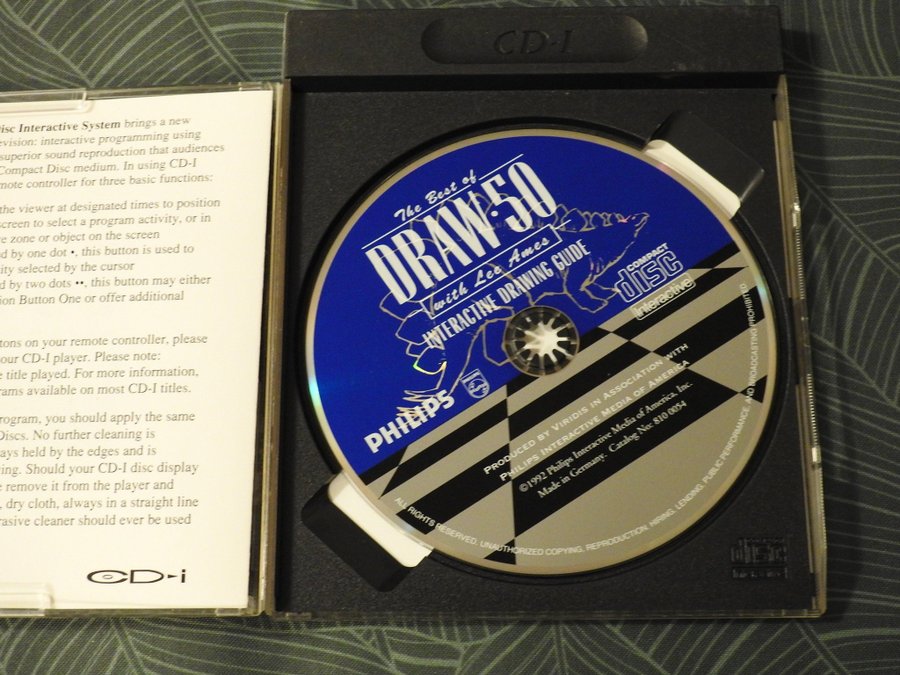 Disc Interactive System brings a new
evision: interactive programming using
superior sound reproduction that audiences
Compact Disc medium. In using CD-I
mote controller for three basic functions:
the viewer at designated times to position
screen to select a program activity, or in
e zone or object on the screen
d by one dot •, this button is used to
ity selected by the cursor
d by two dots ••, this button may either
ion Button One or offer additional
tons on your remote controller, please
our CD-I player. Please note:
e title played. For more information,
rams available on most CD-I titles.
rogram, you should apply the same
Discs. No further cleaning is
ays held by the edges and is
ing. Should your CD-I disc display
e remove it from the player and
, dry cloth, always in a straight line
rasive cleaner should ever be used
CD-i
CD-I
The Best of
DRAW•50
with Lee Ames
INTERACTIVE DRAWING GUIDE
COMPACT
disc
Interactive
PHILIPS
PHILIPS
PRODUCED BY VIRIDIS IN ASSOCIATION WITH
PHILIPS INTERACTIVE MEDIA OF AMERICA
©1992 Philips Interactive Media of America, Inc.
Made in Germany. Catalog No: 810 0054
ALL RIGHTS RESERVED. UNAUTHORIZED COPYING, REPRODUCTION, HIRING, LENDING, PUBLIC PERFORMANCE, AND BROADCASTING PROHIBITED.
COMPACT
disc